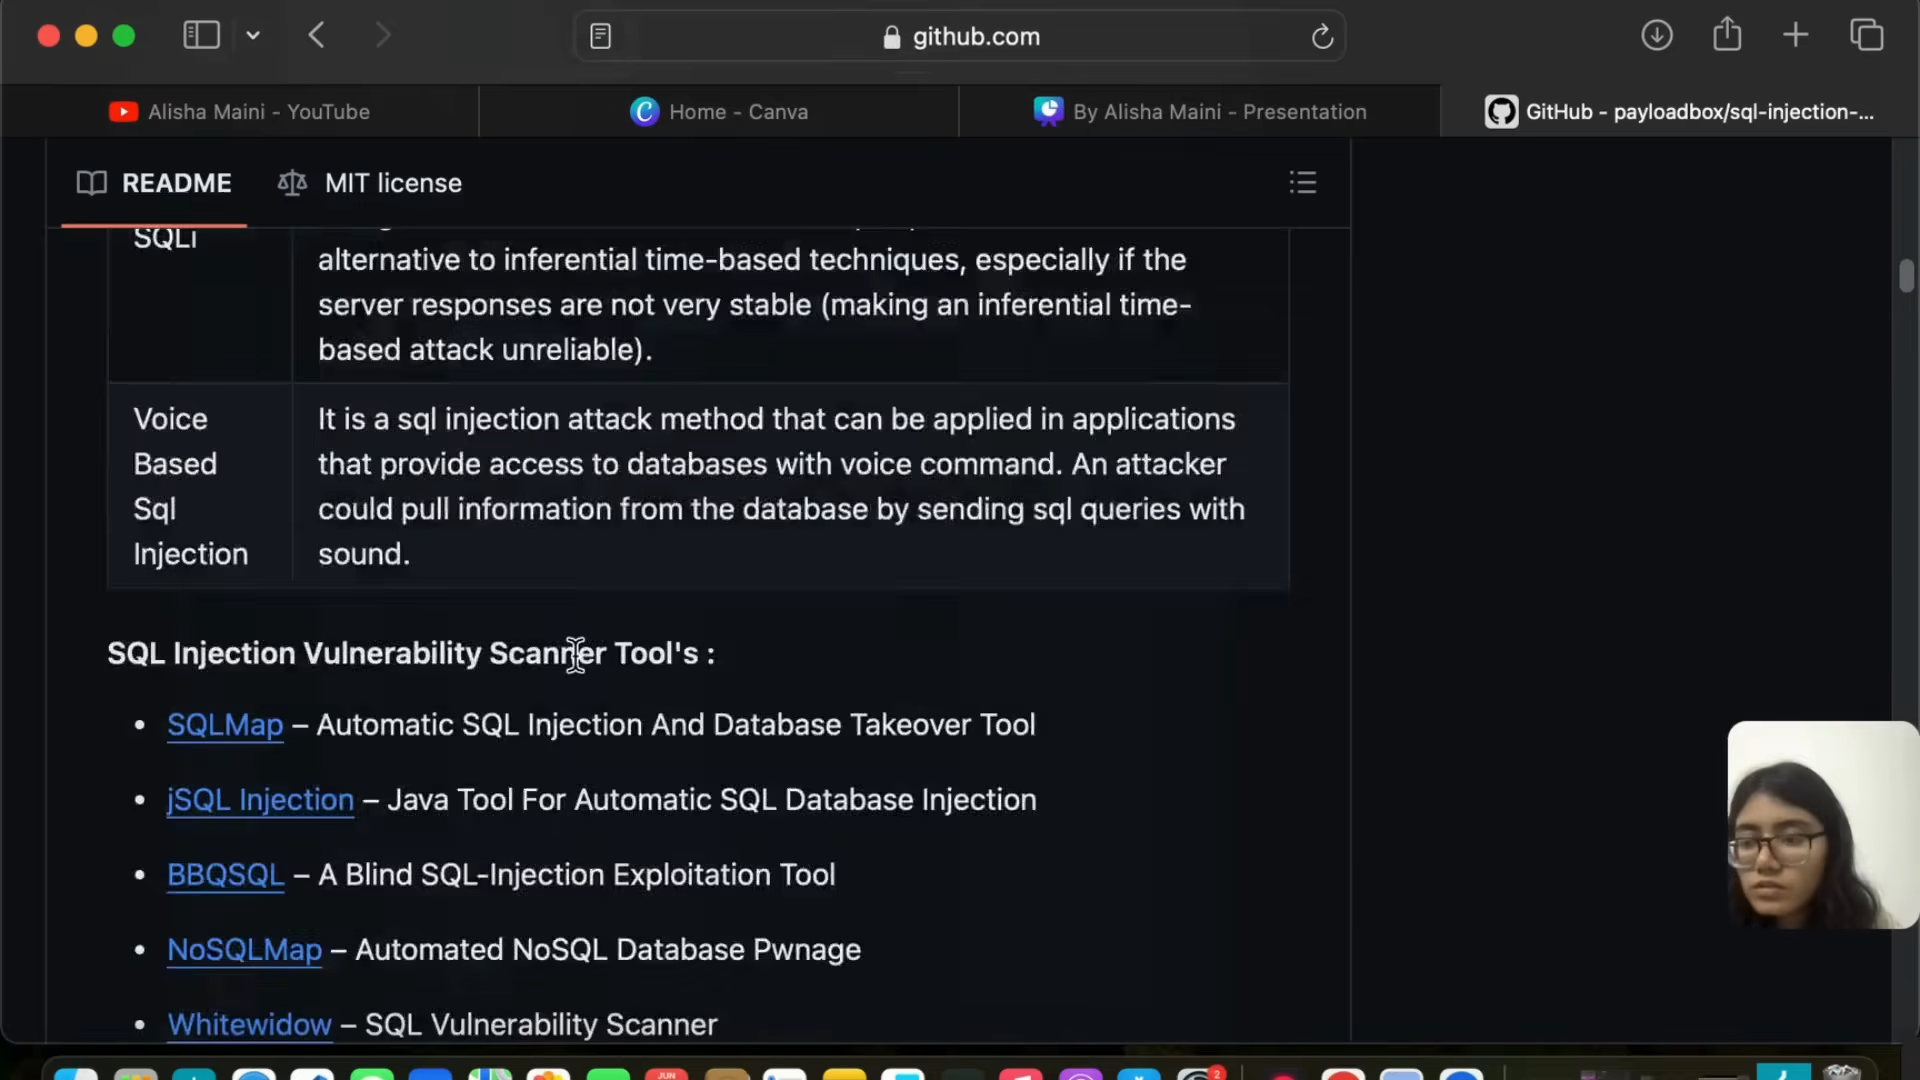 github.com
Alisha Maini - YouTube
Home - Canva
By Alisha Maini - Presentation
GitHub - payloadbox/sql-injection-...
README
MIT license
SQLi
alternative to inferential time-based techniques, especially if the
server responses are not very stable (making an inferential time-
based attack unreliable).
Voice
Based
Sql
Injection
It is a sql injection attack method that can be applied in applications
that provide access to databases with voice command. An attacker
could pull information from the database by sending sql queries with
sound.
SQL Injection Vulnerability Scanner Tool's :
• SQLMap – Automatic SQL Injection And Database Takeover Tool
• jSQL Injection – Java Tool For Automatic SQL Database Injection
• BBQSQL – A Blind SQL-Injection Exploitation Tool
• NoSQLMap – Automated NoSQL Database Pwnage
• Whitewidow – SQL Vulnerability Scanner
JUN
2